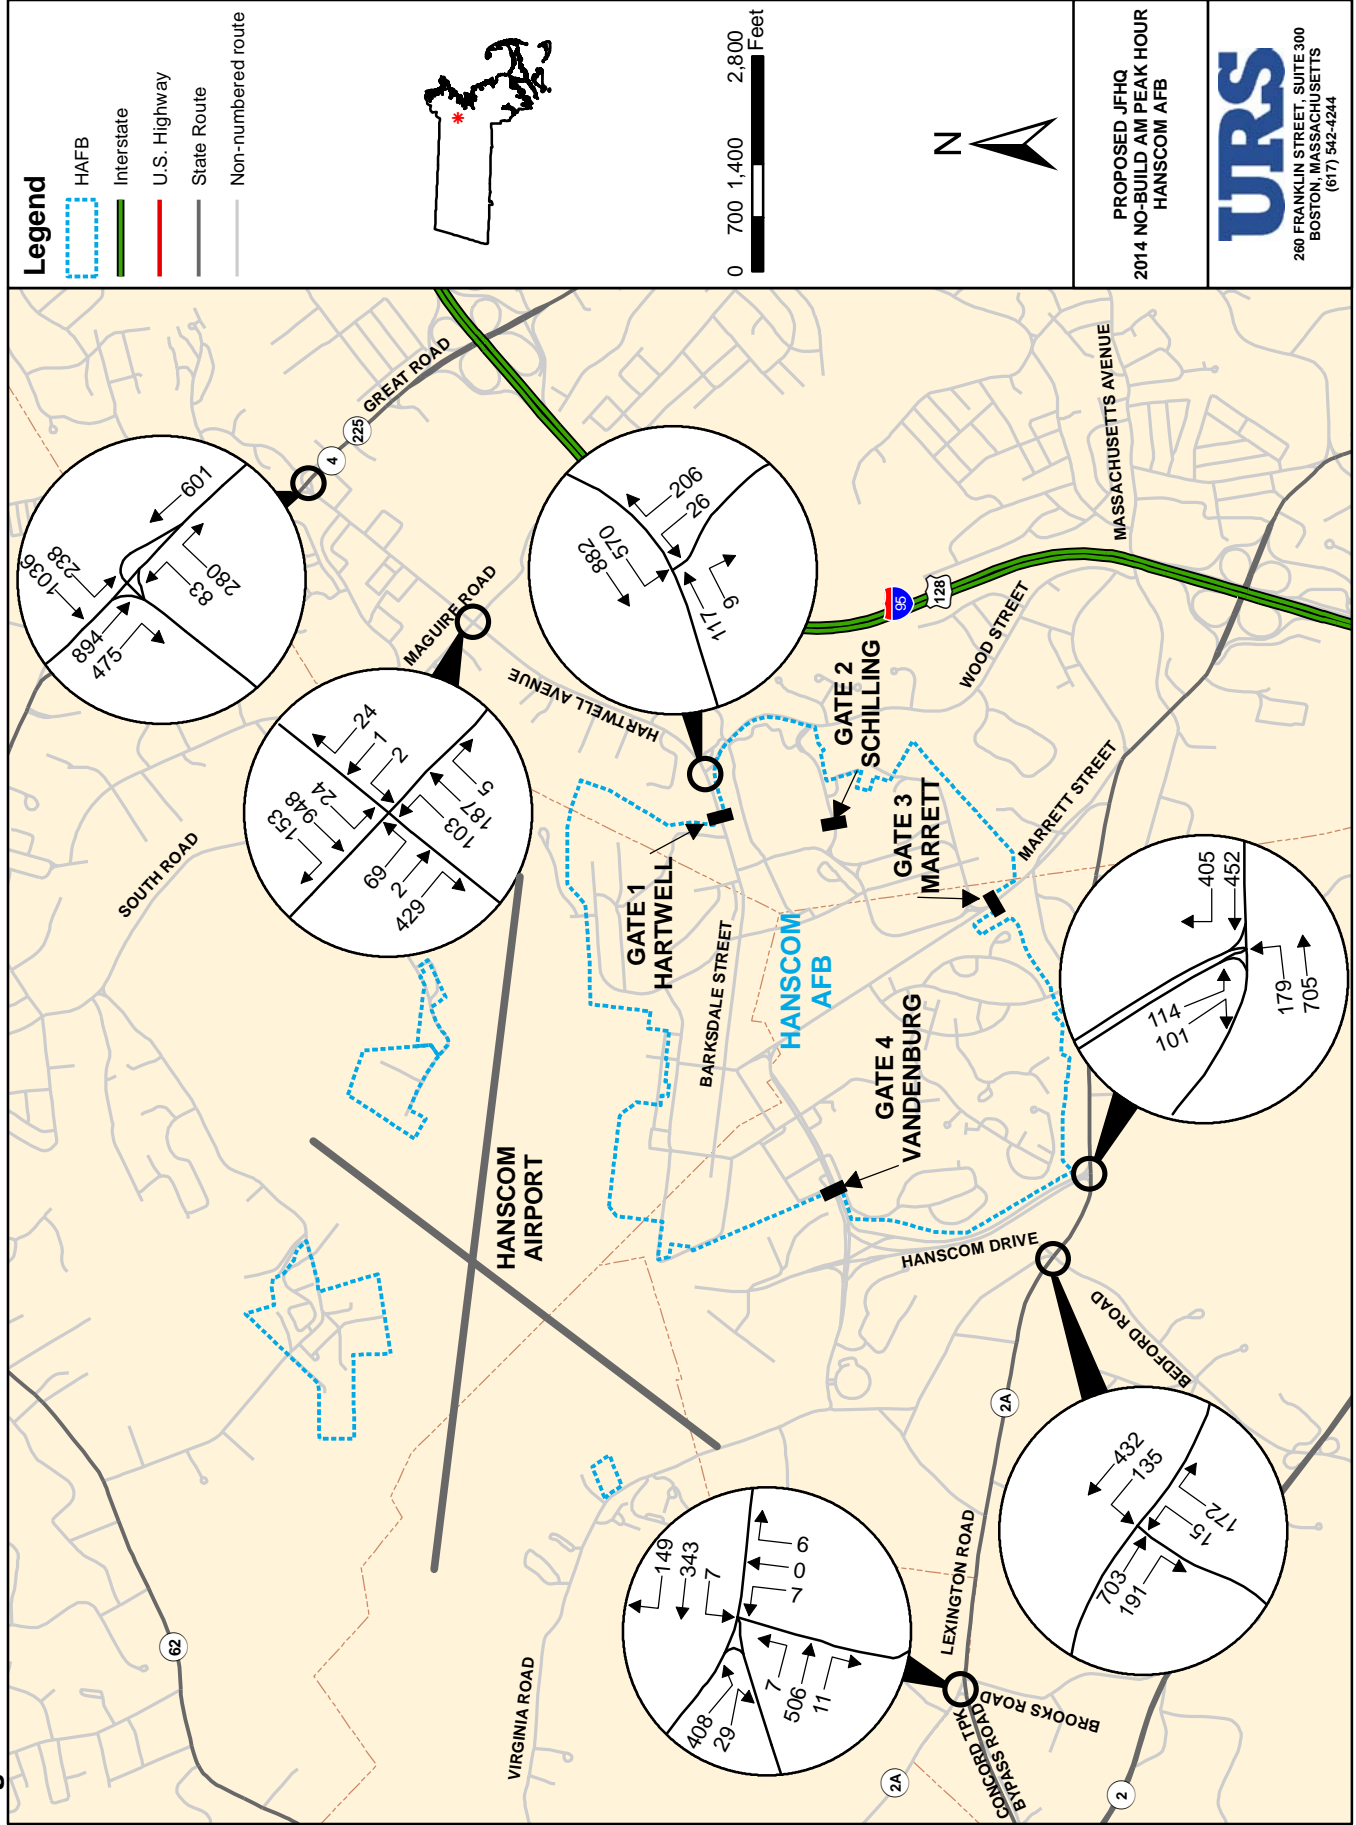 Legend
HAFB
Interstate
U.S. Highway
State Route
Non-numbered route
0 700 1,400 2,800
Feet
N
PROPOSED JFHQ
2014 NO-BUILD AM PEAK HOUR
HANSCOM AFB
URS
260 FRANKLIN STREET, SUITE 300
BOSTON, MASSACHUSETTS
(617) 542-4244
GREAT ROAD
225
4
1036
238
601
894
475
83
280
MAGUIRE ROAD
HARTWELL AVENUE
SOUTH ROAD
153
948
24
24
1
2
69
2
429
103
187
5
882
570
206
26
117
9
95
128
MASSACHUSETTS AVENUE
WOOD STREET
MARRETT STREET
GATE 1
HARTWELL
GATE 2
SCHILLING
GATE 3
MARRETT
GATE 4
VANDENBURG
BARKSDALE STREET
HANSCOM
AFB
HANSCOM
AIRPORT
HANSCOM DRIVE
405
452
114
101
179
705
BEDFORD ROAD
432
135
703
191
15
172
2A
LEXINGTON ROAD
149
343
7
6
0
7
408
29
7
506
11
VIRGINIA ROAD
62
BROOKS ROAD
CONCORD TPK
BYPASS ROAD
2A
2